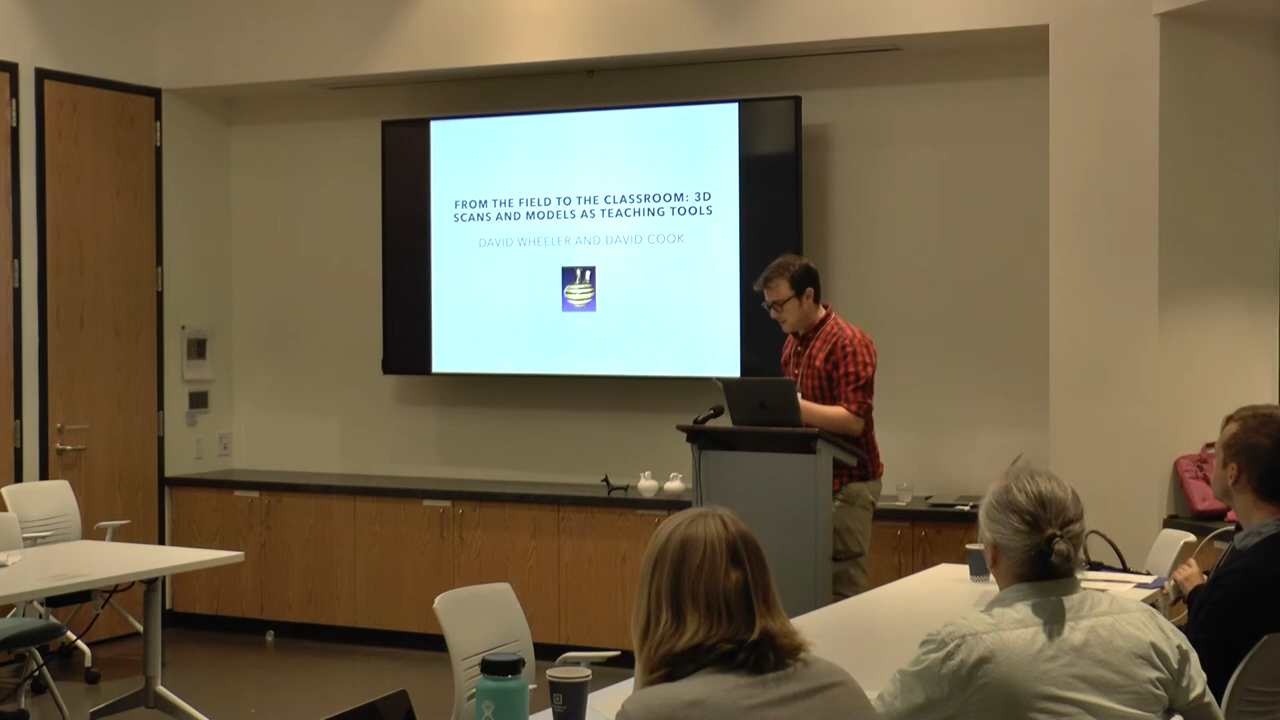 FROM THE FIELD TO THE CLASSROOM: 3D
SCANS AND MODELS AS TEACHING TOOLS
DAVID WHEELER AND DAVID COOK